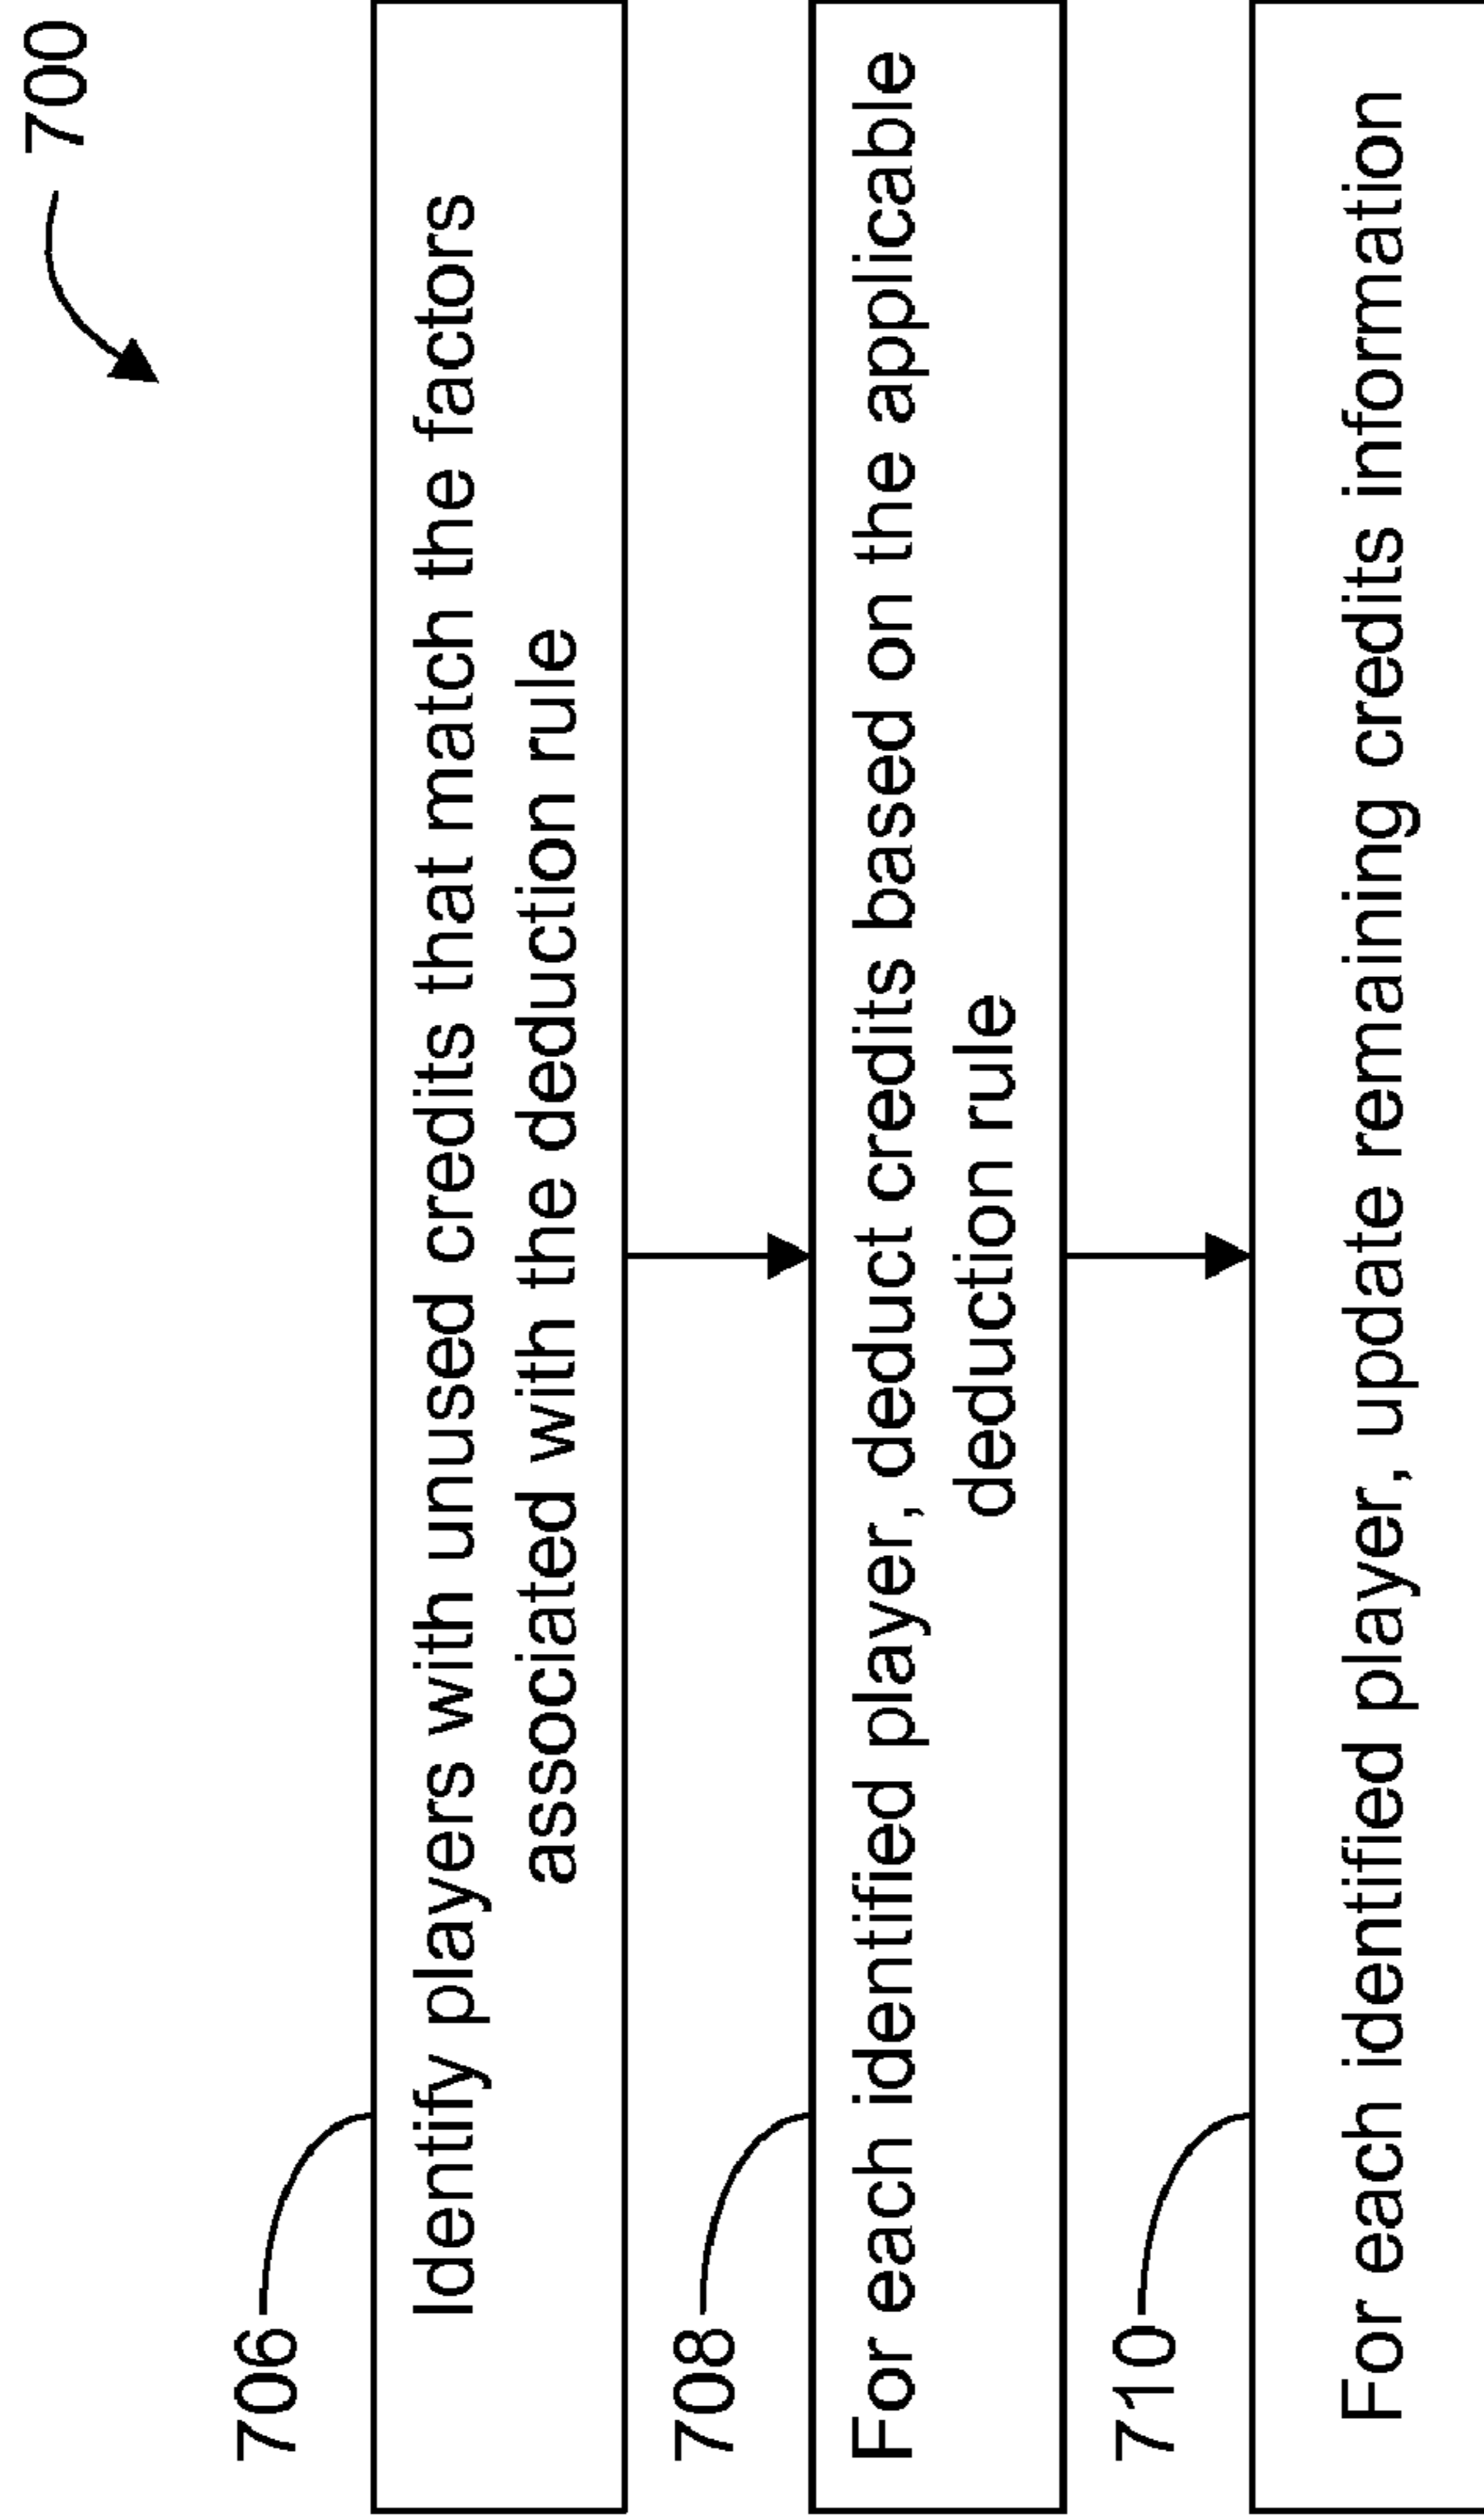 700
706
Identify players with unused credits that match the factors
associated with the deduction rule
708
For each identified player, deduct credits based on the applicable
deduction rule
710
For each identified player, update remaining credits information